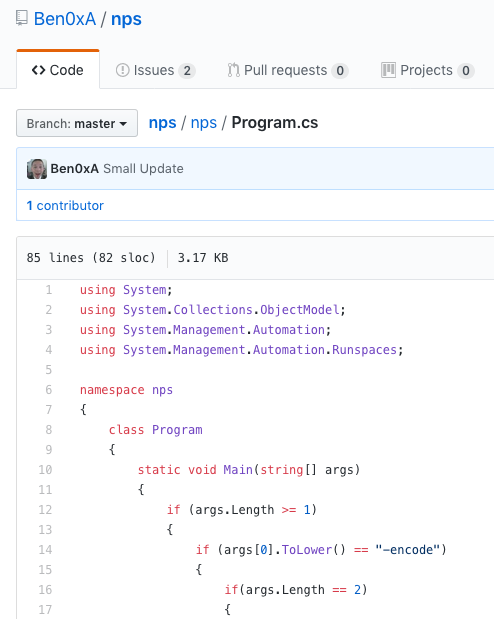 Ben0xA / nps
Code Issues 2 Pull requests 0 Projects 0
Branch: master nps / nps / Program.cs
Ben0xA Small Update
1 contributor
85 lines (82 sloc) 3.17 KB
1 using System;
2 using System.Collections.ObjectModel;
3 using System.Management.Automation;
4 using System.Management.Automation.Runspaces;
5
6 namespace nps
7 {
8 class Program
9 {
10 static void Main(string[] args)
11 {
12 if (args.Length >= 1)
13 {
14 if (args[0].ToLower() == "-encode")
15 {
16 if(args.Length == 2)
17 {